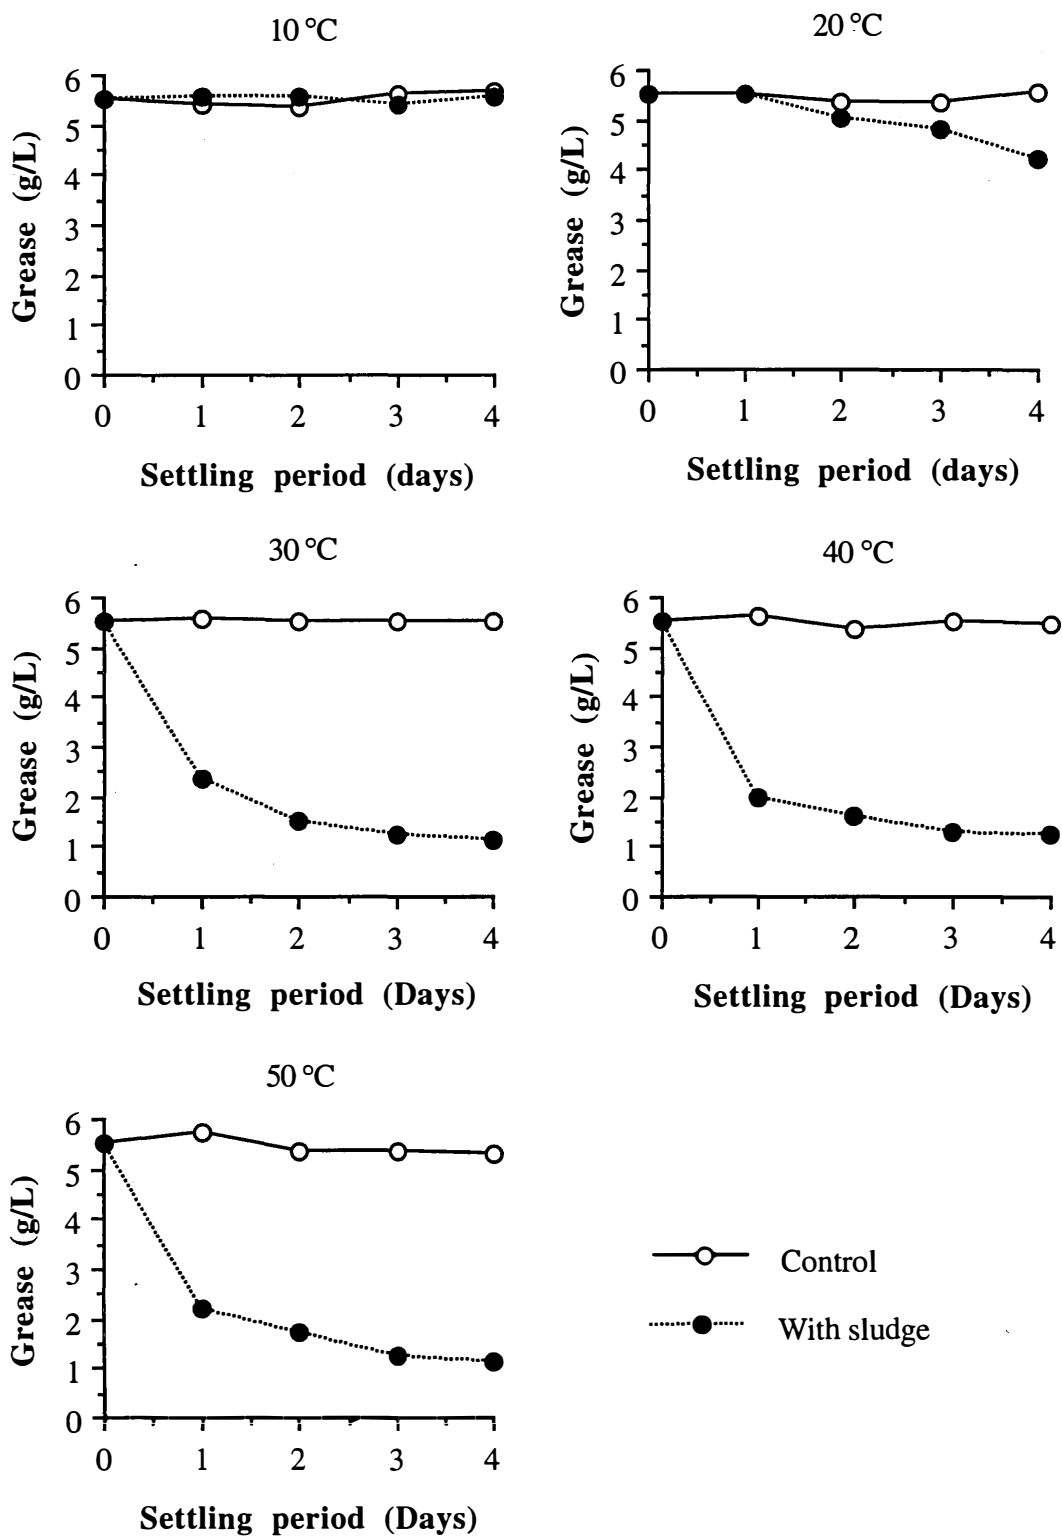 10 °C
Grease (g/L)
6
5
4
3
2
1
0
0 1 2 3 4
Settling period (days)
20 °C
Grease (g/L)
6
5
4
3
2
1
0
0 1 2 3 4
Settling period (days)
30 °C
Grease (g/L)
6
5
4
3
2
1
0
0 1 2 3 4
Settling period (Days)
40 °C
Grease (g/L)
6
5
4
3
2
1
0
0 1 2 3 4
Settling period (Days)
50 °C
Grease (g/L)
6
5
4
3
2
1
0
0 1 2 3 4
Settling period (Days)
Control
With sludge